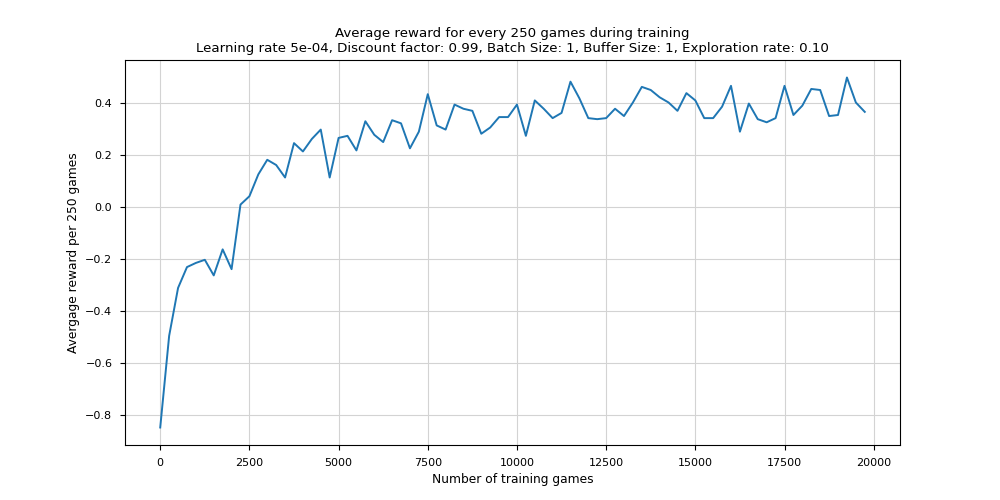 Average reward for every 250 games during training
Learning rate 5e-04, Discount factor: 0.99, Batch Size: 1, Buffer Size: 1, Exploration rate: 0.10
Avergage reward per 250 games
0.4
0.2
0.0
−0.2
−0.4
−0.6
−0.8
0 2500 5000 7500 10000 12500 15000 17500 20000
Number of training games